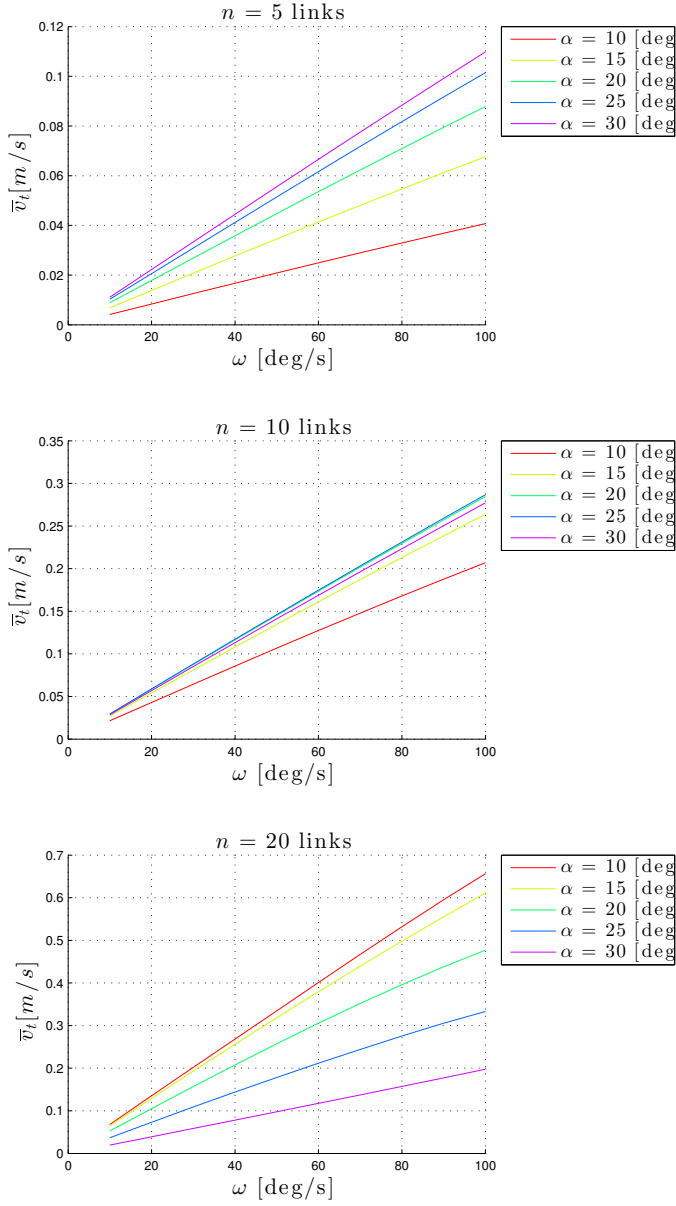 n = 5 links
0.12
0.1
0.08
0.06
0.04
0.02
0
v̅_t[m/s]
0 20 40 60 80 100
ω [deg/s]
α = 10 [deg
α = 15 [deg
α = 20 [deg
α = 25 [deg
α = 30 [deg
n = 10 links
0.35
0.3
0.25
0.2
0.15
0.1
0.05
0
v̅_t[m/s]
0 20 40 60 80 100
ω [deg/s]
α = 10 [deg
α = 15 [deg
α = 20 [deg
α = 25 [deg
α = 30 [deg
n = 20 links
0.7
0.6
0.5
0.4
0.3
0.2
0.1
0
v̅_t[m/s]
0 20 40 60 80 100
ω [deg/s]
α = 10 [deg
α = 15 [deg
α = 20 [deg
α = 25 [deg
α = 30 [deg